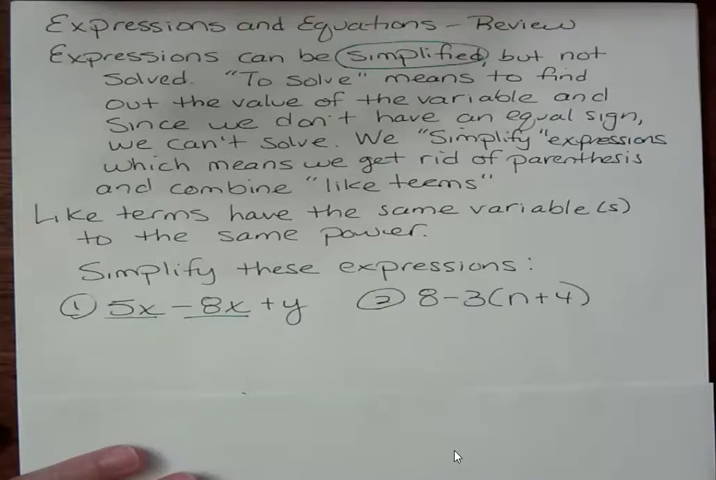 Expressions and Equations - Review
Expressions can be simplified, but not
solved. "To solve" means to find
out the value of the variable and
since we don't have an equal sign,
we can't solve. We "simplify" expressions
which means we get rid of parenthesis
and combine "like teems"
Like terms have the same variable(s)
to the same power.
Simplify these expressions:
① 5x - 8x + y ② 8 - 3(n + 4)